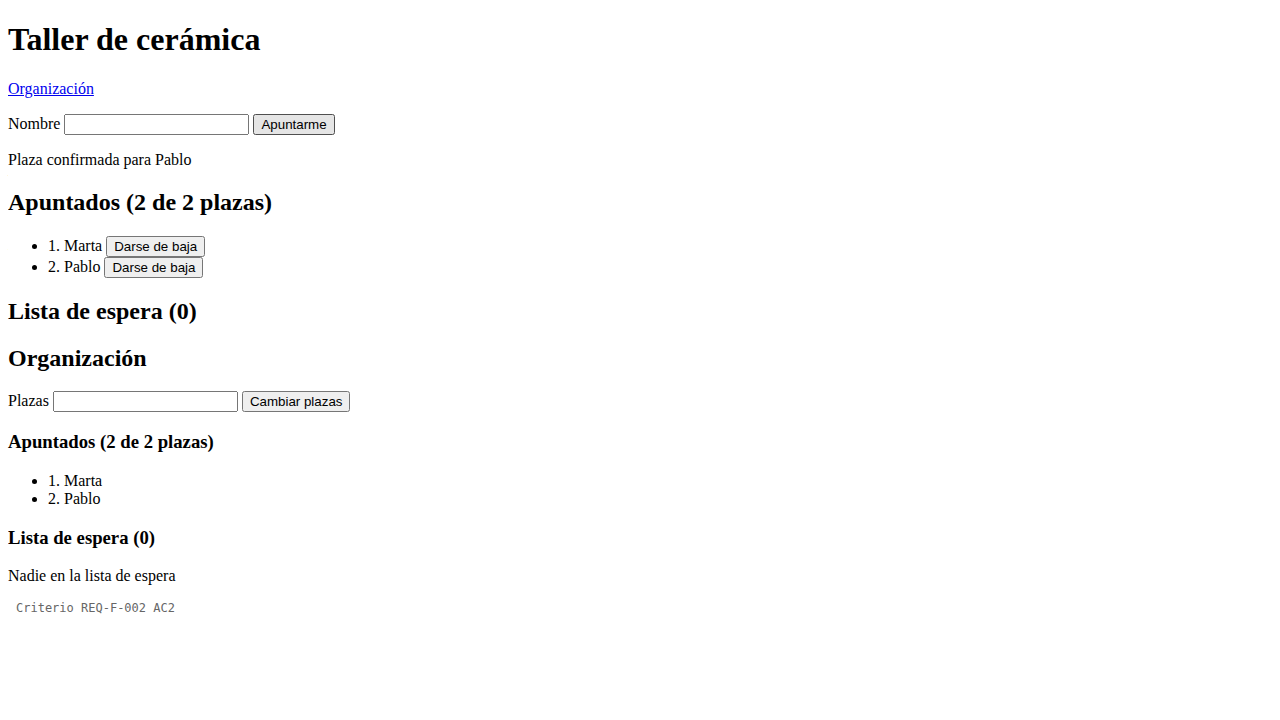 Taller de cerámica
Organización
Nombre Apuntarme
Plaza confirmada para Pablo
Apuntados (2 de 2 plazas)
1. Marta Darse de baja
2. Pablo Darse de baja
Lista de espera (0)
Organización
Plazas Cambiar plazas
Apuntados (2 de 2 plazas)
1. Marta
2. Pablo
Lista de espera (0)
Nadie en la lista de espera
Criterio REQ-F-002 AC2